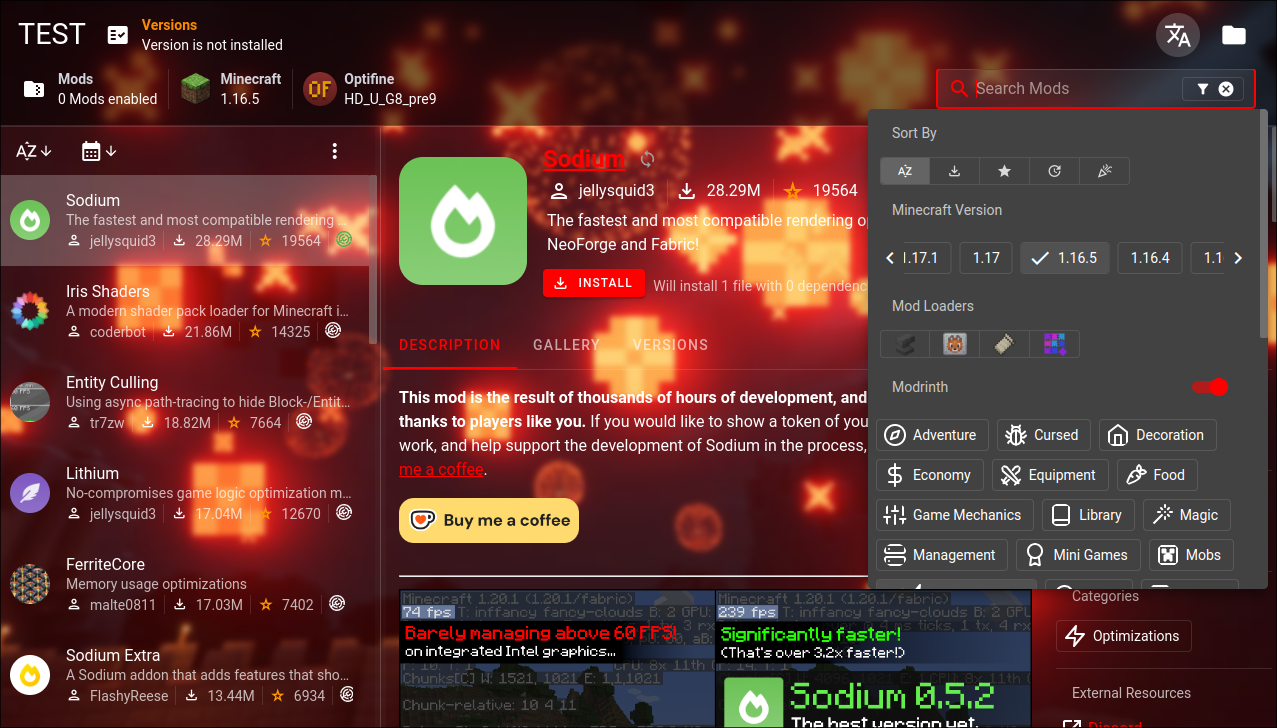 TEST
Versions
Version is not installed
Mods
0 Mods enabled
Minecraft
1.16.5
OF
Optifine
HD_U_G8_pre9
Search Mods
Sodium
The fastest and most compatible rendering ...
jellysquid3
28.29M
19564
Iris Shaders
A modern shader pack loader for Minecraft i...
coderbot
21.86M
14325
Entity Culling
Using async path-tracing to hide Block-/Entit...
tr7zw
18.82M
7664
Lithium
No-compromises game logic optimization m...
jellysquid3
17.04M
12670
FerriteCore
Memory usage optimizations
malte0811
17.03M
7402
Sodium Extra
A Sodium addon that adds features that sho...
FlashyReese
13.44M
6934
Sodium
jellysquid3
28.29M
19564
The fastest and most compatible rendering
NeoForge and Fabric!
INSTALL
Will install 1 file with 0
DESCRIPTION
GALLERY
VERSIONS
This mod is the result of thousands of hours of development, and
thanks to players like you. If you would like to show a token of you
work, and help support the development of Sodium in the process,
me a coffee.
Buy me a coffee
Minecraft 1.20.1 (1.20.1/fabric)
74 fps T: inffancy fancy-clouds B: 2 GPU:
Barely managing above 60 FPS!
on integrated Intel graphics...
Chunks[C] W: 1521, 1021 E: 1,1,1021
Chunk-relative: 10 4 11
Minecraft 1.20.1 (1.20.1/fabric)
239 fps T: inffancy fancy-clouds B: 2 GPU:
Significantly faster!
(That's over 3.2x faster!)
Sodium 0.5.2
The best version yet.
Sort By
AZ
Minecraft Version
1.17.1
1.17
1.16.5
1.16.4
Mod Loaders
Modrinth
Adventure
Cursed
Decoration
Economy
Equipment
Food
Game Mechanics
Library
Magic
Management
Mini Games
Mobs
Categories
Optimizations
External Resources
Discord